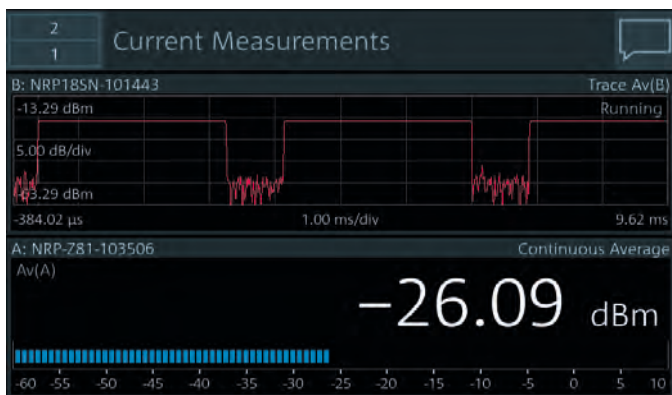 2
1
Current Measurements
B: NRP18SN-101443 Trace Av(B)
-13.29 dBm Running
5.00 dB/div
-63.29 dBm
-384.02 µs 1.00 ms/div 9.62 ms
A: NRP-Z81-103506 Continuous Average
Av(A)
-26.09 dBm
-60 -55 -50 -45 -40 -35 -30 -25 -20 -15 -10 -5 0 5 10